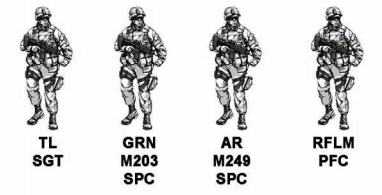 TL
SGT
GRN
M203
SPC
AR
M249
SPC
RFLM
PFC